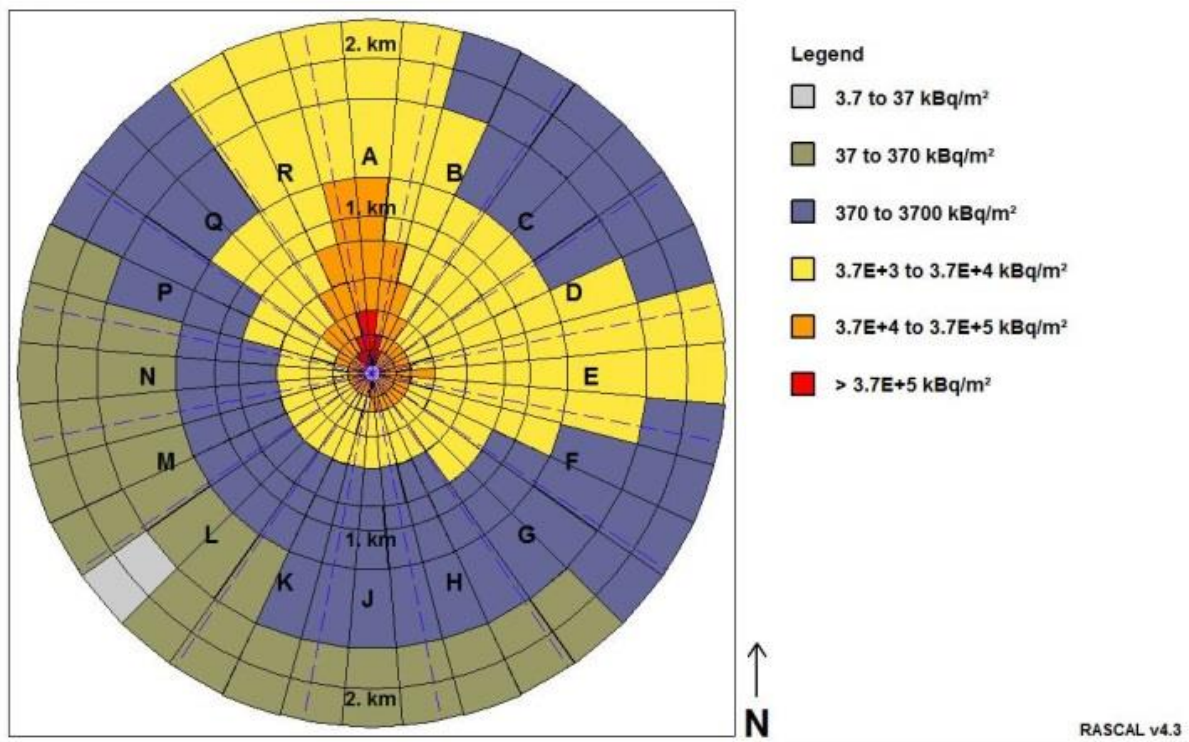 2. km
R
A
B
Q
1. km
C
P
D
N
E
M
F
L
1. km
G
K
J
H
2. km
Legend
3.7 to 37 kBq/m²
37 to 370 kBq/m²
370 to 3700 kBq/m²
3.7E+3 to 3.7E+4 kBq/m²
3.7E+4 to 3.7E+5 kBq/m²
> 3.7E+5 kBq/m²
N
RASCAL v4.3